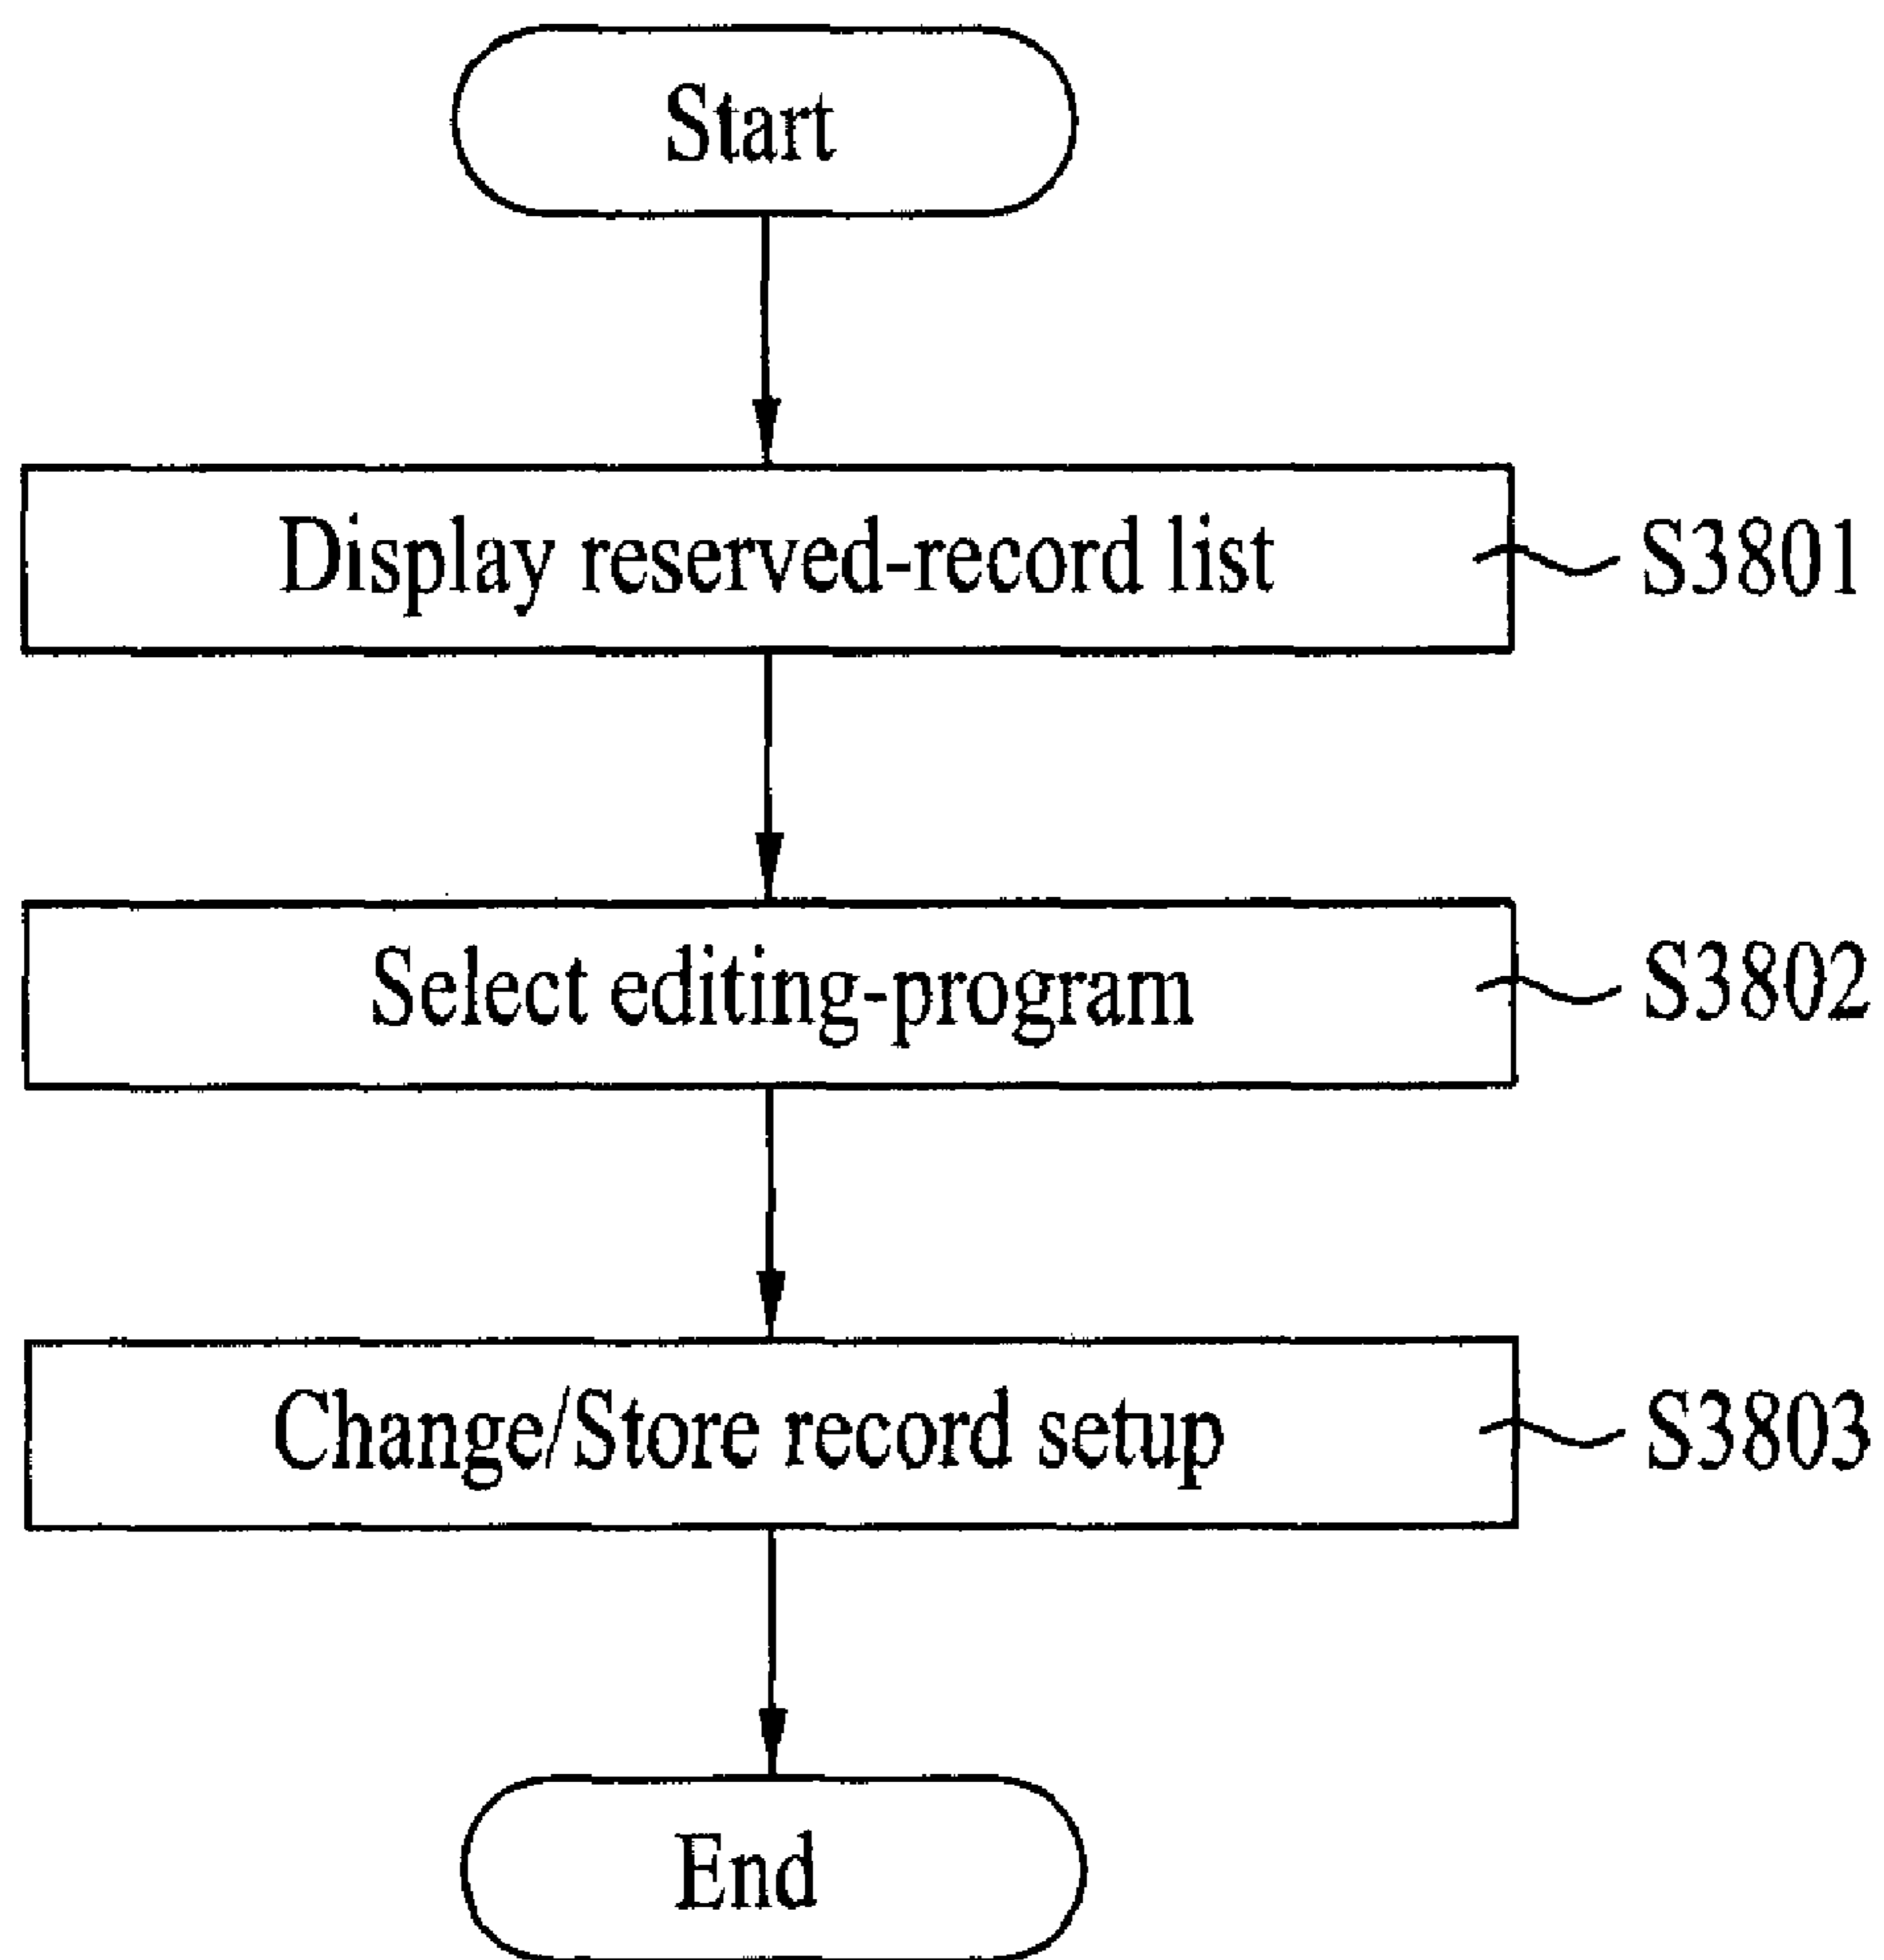 Start
Display reserved-record list
S3801
Select editing-program
S3802
Change/Store record setup
S3803
End